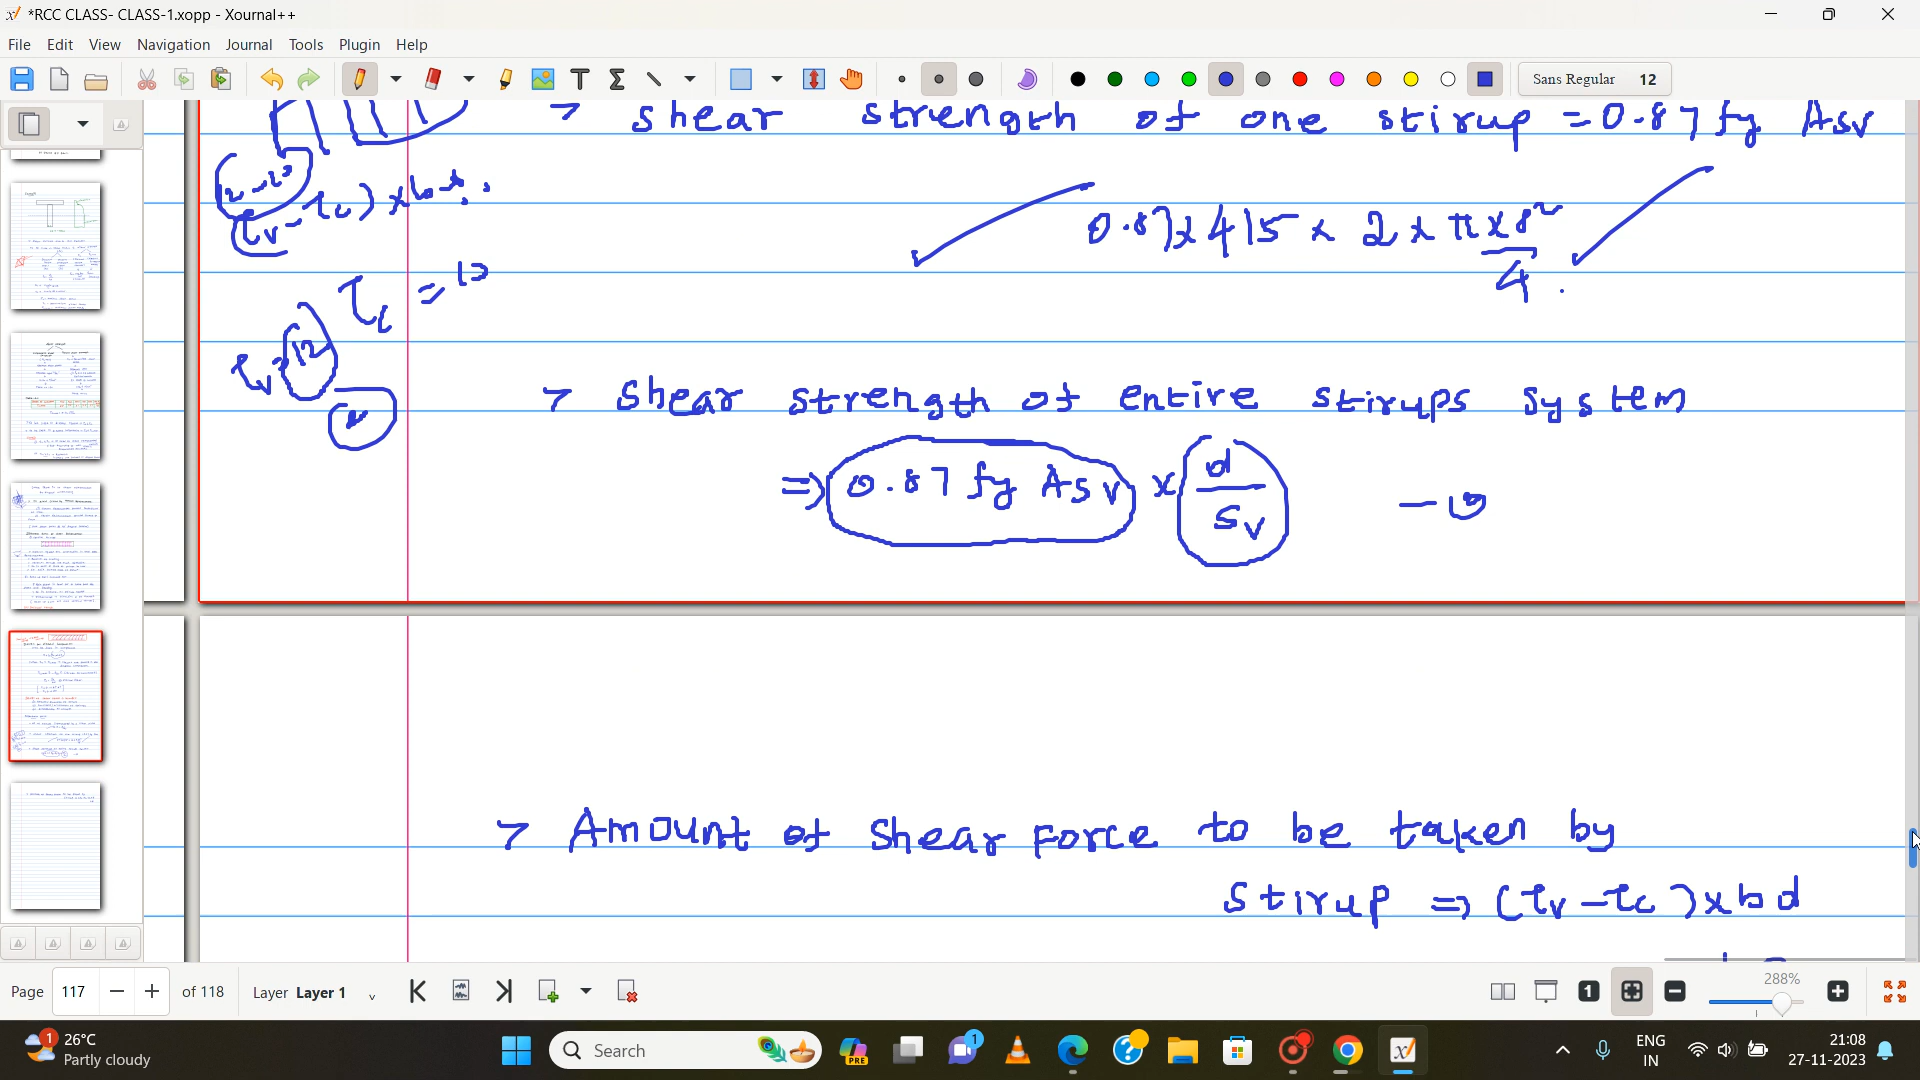 *RCC CLASS- CLASS-1.xopp - Xournal++
File Edit View Navigation Journal Tools Plugin Help
Sans Regular 12
> Shear strength of one stirup = 0.87 fy Asv
(τv - τc) × bd.
0.87 × 415 × 2 × π × 8²
4
τc = 10
τv = 12
2
> Shear strength of entire stirups system
⇒ 0.87 fy Asv × d
Sv
> Amount of Shear Force to be taken by
Stirup ⇒ (τv - τc) × bd
Page 117 of 118 Layer Layer 1
288%
1
26°C
Partly cloudy
Search
PRE
ENG
IN
21:08
27-11-2023